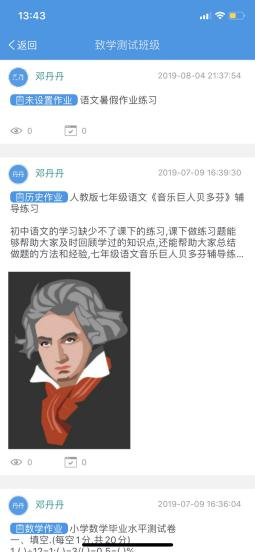 13:43
返回
致学测试班级
邓丹丹
2019-08-04 21:37:54
未设置作业 语文暑假作业练习
0 0
丹丹 邓丹丹
2019-07-09 16:39:30
历史作业 人教版七年级语文《音乐巨人贝多芬》辅
导练习
初中语文的学习缺少不了课下的练习,课下做练习题能
够帮助大家及时回顾学过的知识点,还能帮助大家总结
做题的方法和经验,七年级语文音乐巨人贝多芬辅导练...
0 0
丹丹 邓丹丹
2019-07-09 16:36:04
数学作业 小学数学毕业水平测试卷
一、填空.(每空1分,共20分)